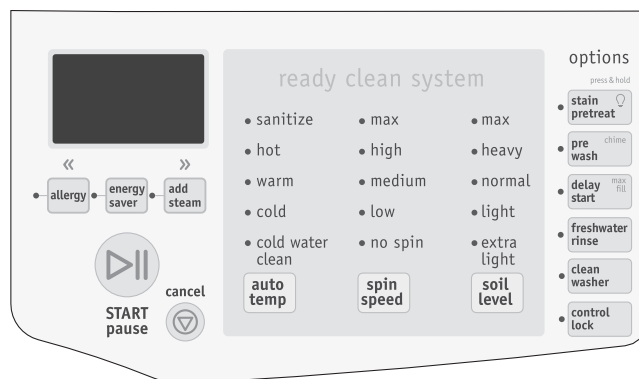 ready clean system
options
press & hold
• sanitize
• hot
• warm
• cold
• cold water
clean
auto
temp
• max
• high
• medium
• low
• no spin
spin
speed
• max
• heavy
• normal
• light
• extra
light
soil
level
stain
pretreat
pre
wash
chime
delay
start
max
fill
freshwater
rinse
clean
washer
control
lock
«
»
allergy
energy
saver
add
steam
START
pause
cancel